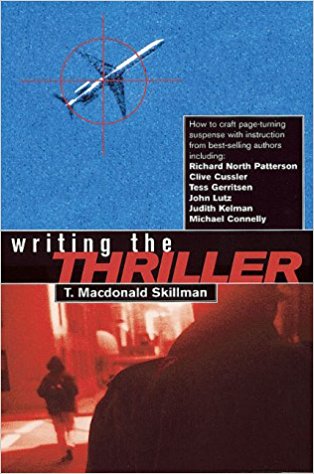 How to craft page-turning
suspense with instruction
from best-selling authors
including:
Richard North Patterson
Clive Cussler
Tess Gerritsen
John Lutz
Judith Kelman
Michael Connelly
writing the
THRILLER
T. Macdonald Skillman